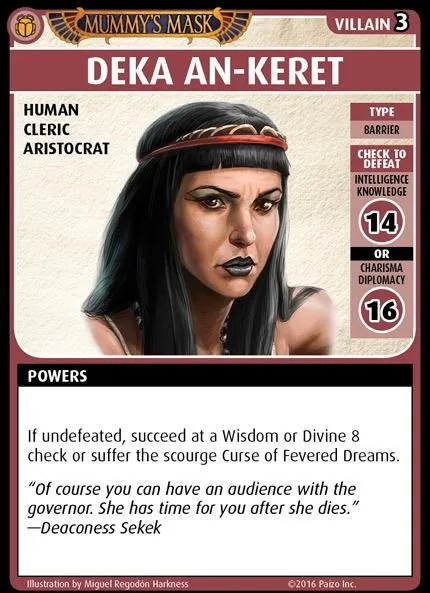 MUMMY'S MASK
VILLAIN 3
DEKA AN-KERET
HUMAN
CLERIC
ARISTOCRAT
TYPE
BARRIER
CHECK TO
DEFEAT
INTELLIGENCE
KNOWLEDGE
14
OR
CHARISMA
DIPLOMACY
16
POWERS
If undefeated, succeed at a Wisdom or Divine 8
check or suffer the scourge Curse of Fevered Dreams.
“Of course you can have an audience with the
governor. She has time for you after she dies.”
—Deaconess Sekek
Illustration by Miguel Regodón Harkness
©2016 Paizo Inc.